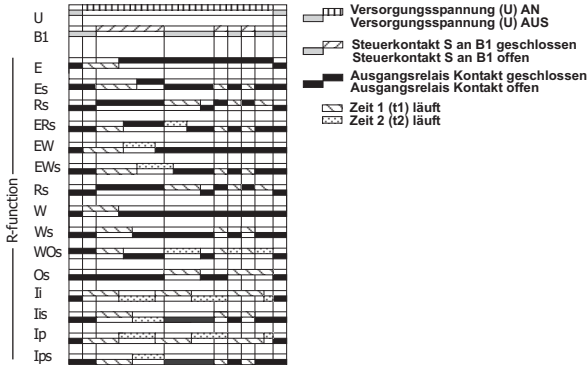 U
B1
E
Es
Rs
ERs
EW
EWs
Rs
W
Ws
WOs
Os
Ii
Iis
Ip
Ips
R-function
Versorgungsspannung (U) AN
Versorgungsspannung (U) AUS
Steuerkontakt S an B1 geschlossen
Steuerkontakt S an B1 offen
Ausgangsrelais Kontakt geschlossen
Ausgangsrelais Kontakt offen
Zeit 1 (t1) läuft
Zeit 2 (t2) läuft